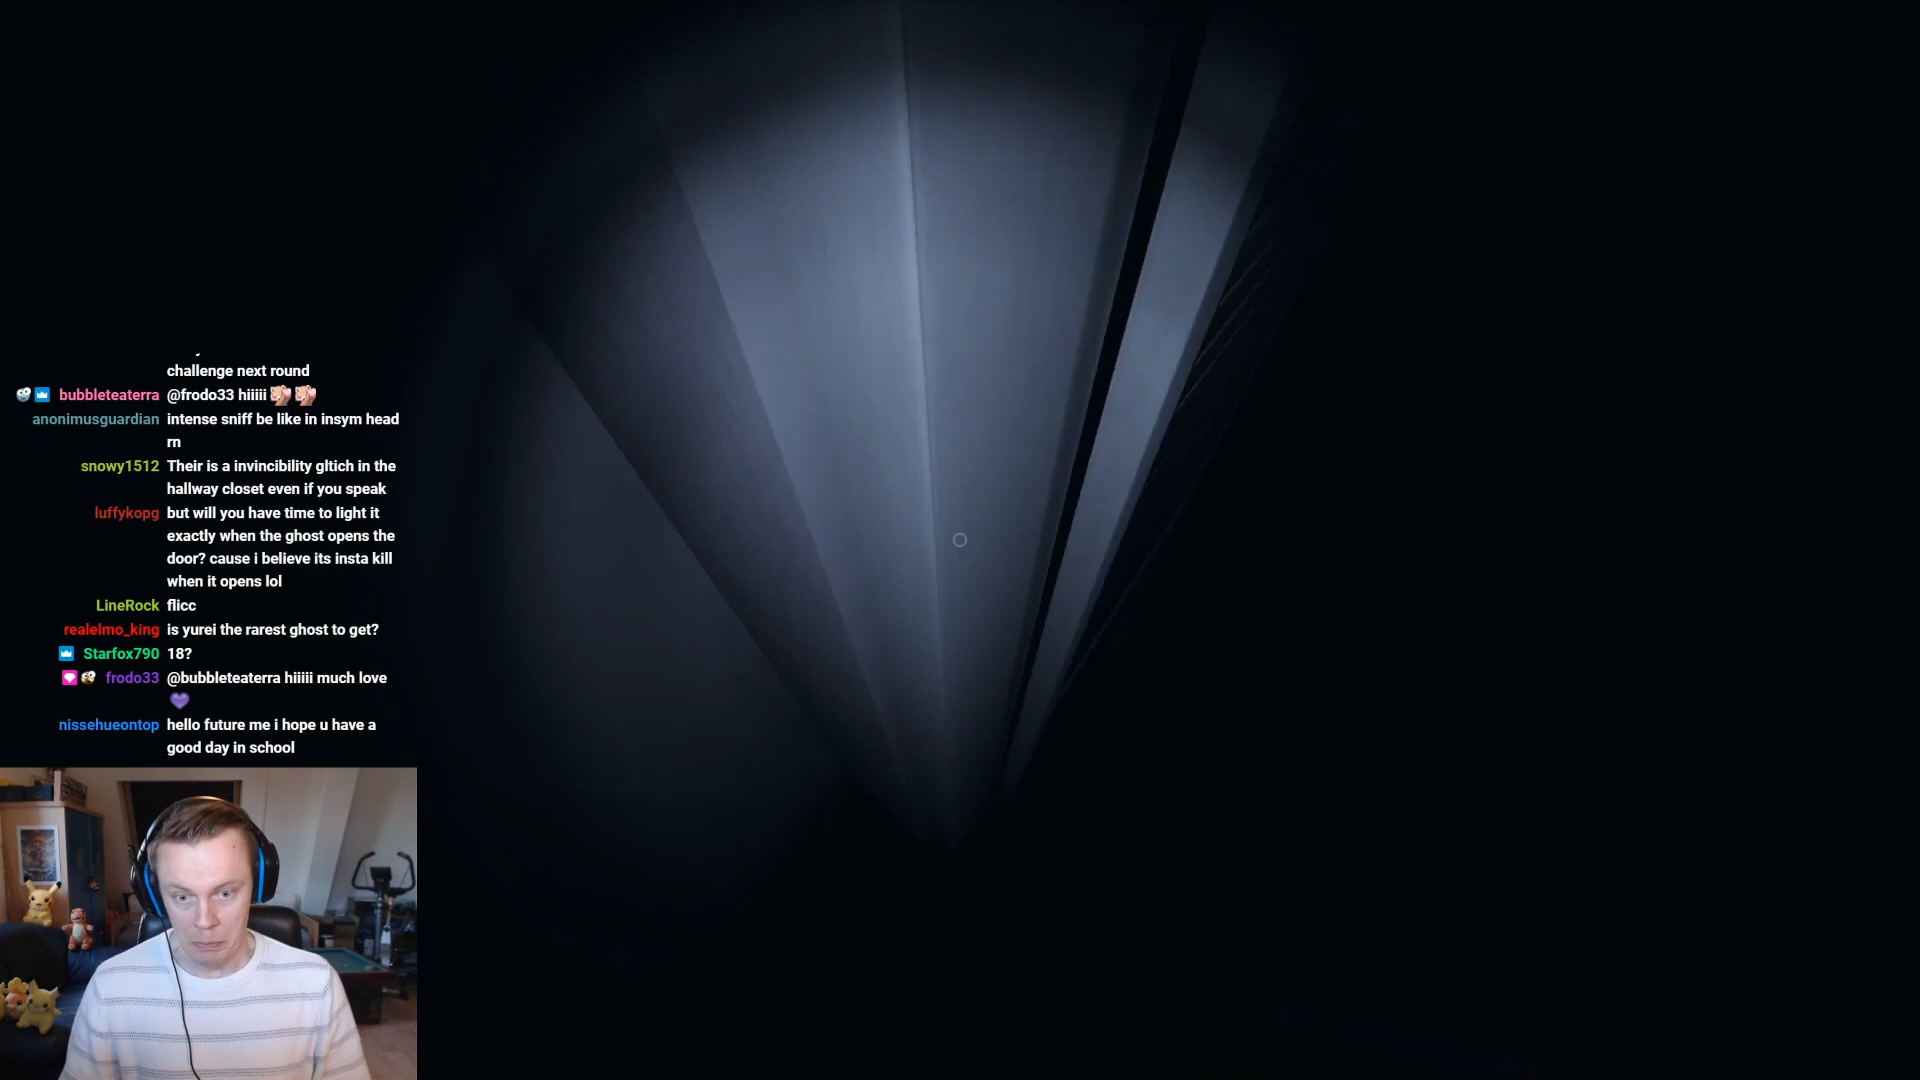 challenge next round
bubbleteaterra @frodo33 hiiiii
anonimusguardian intense sniff be like in insym head
rn
snowy1512 Their is a invincibility gltich in the
hallway closet even if you speak
luffykopg but will you have time to light it
exactly when the ghost opens the
door? cause i believe its insta kill
when it opens lol
LineRock flicc
realelmo_king is yurei the rarest ghost to get?
Starfox790 18?
frodo33 @bubbleteaterra hiiiii much love
nissehueontop hello future me i hope u have a
good day in school